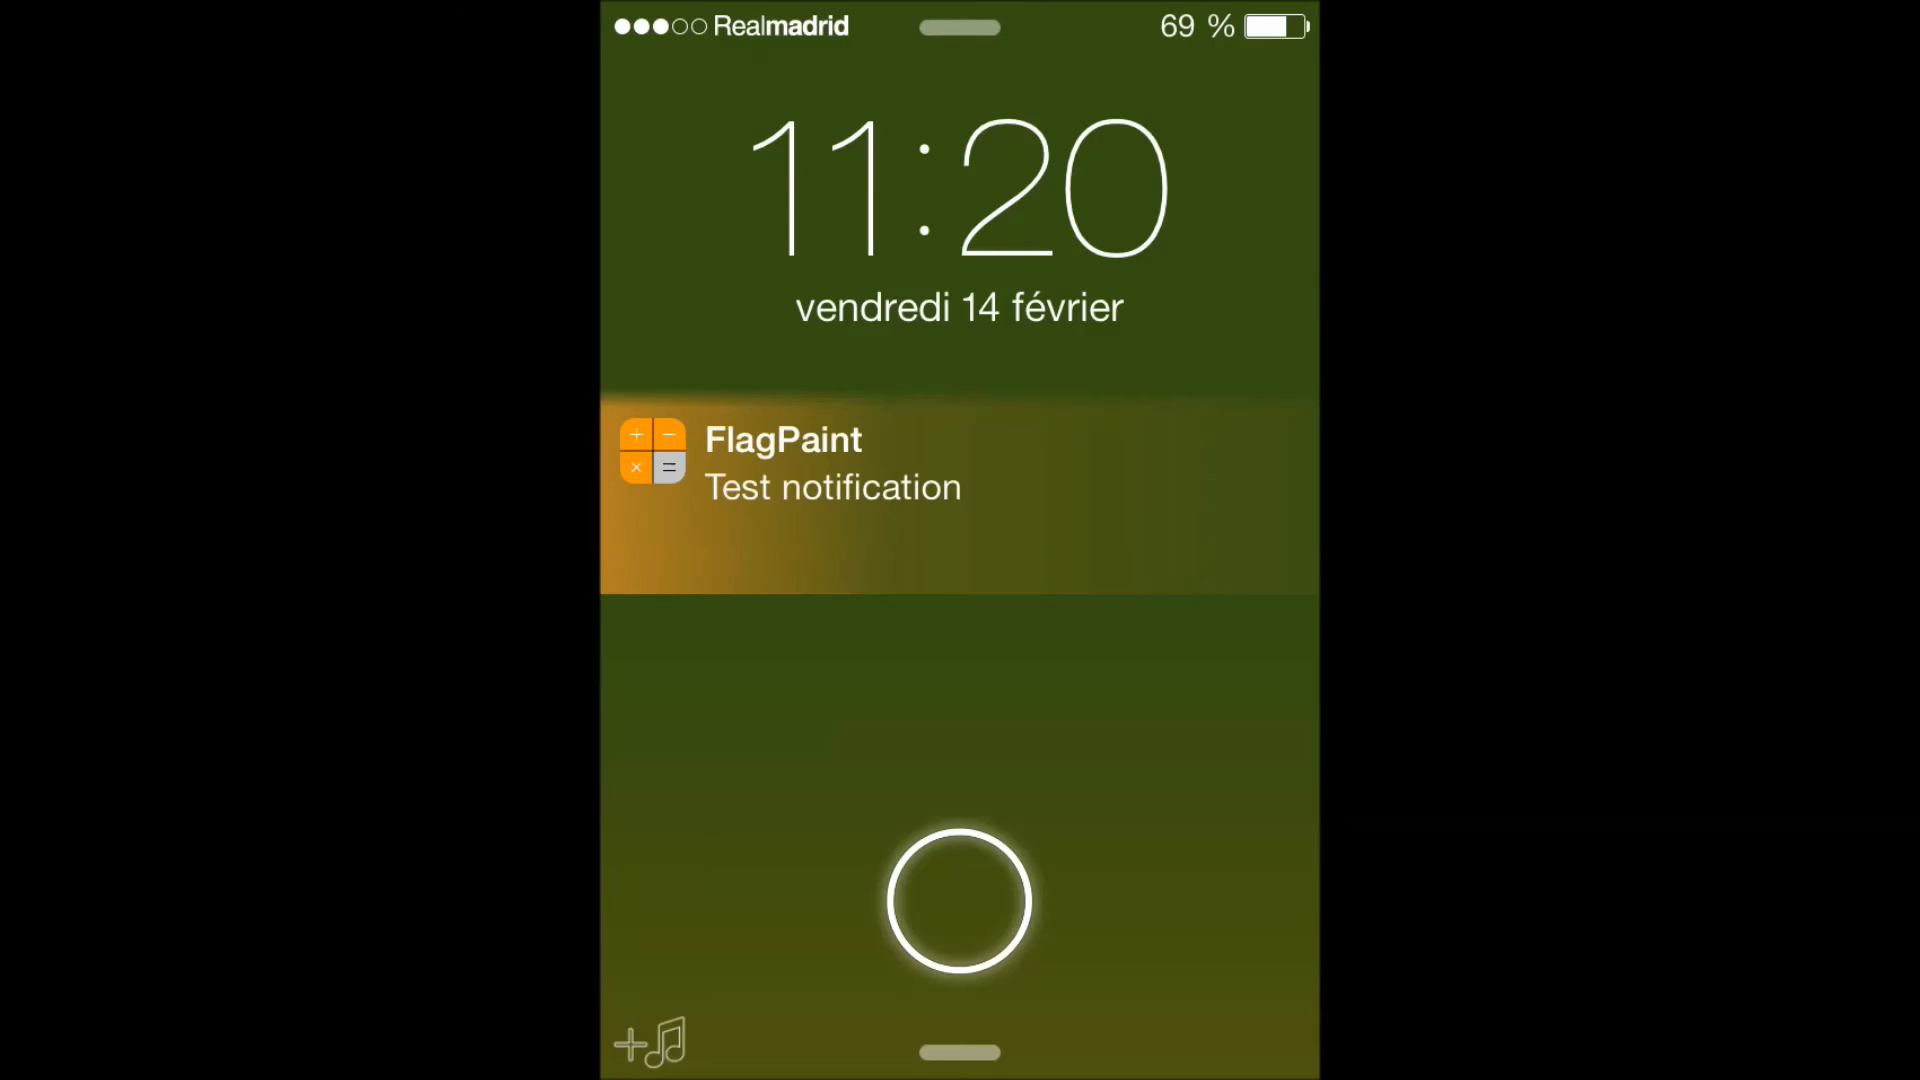 Realmadrid
69 %
11:20
vendredi 14 février
FlagPaint
Test notification